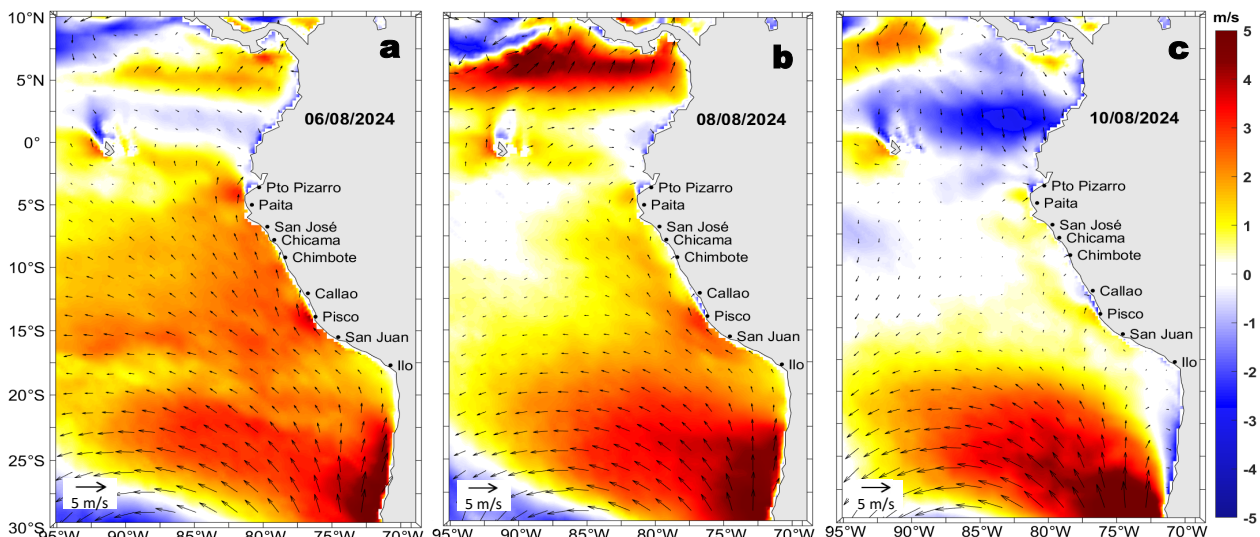 10°N
5°N
0°
5°S
10°S
15°S
20°S
25°S
30°S
a
06/08/2024
Pto Pizarro
Paita
San José
Chicama
Chimbote
Callao
Pisco
San Juan
Ilo
5 m/s
95°W 90°W 85°W 80°W 75°W 70°W
b
08/08/2024
Pto Pizarro
Paita
San José
Chicama
Chimbote
Callao
Pisco
San Juan
Ilo
5 m/s
95°W 90°W 85°W 80°W 75°W 70°W
c
10/08/2024
Pto Pizarro
Paita
San José
Chicama
Chimbote
Callao
Pisco
San Juan
Ilo
5 m/s
95°W 90°W 85°W 80°W 75°W 70°W
m/s
5
4
3
2
1
0
-1
-2
-3
-4
-5